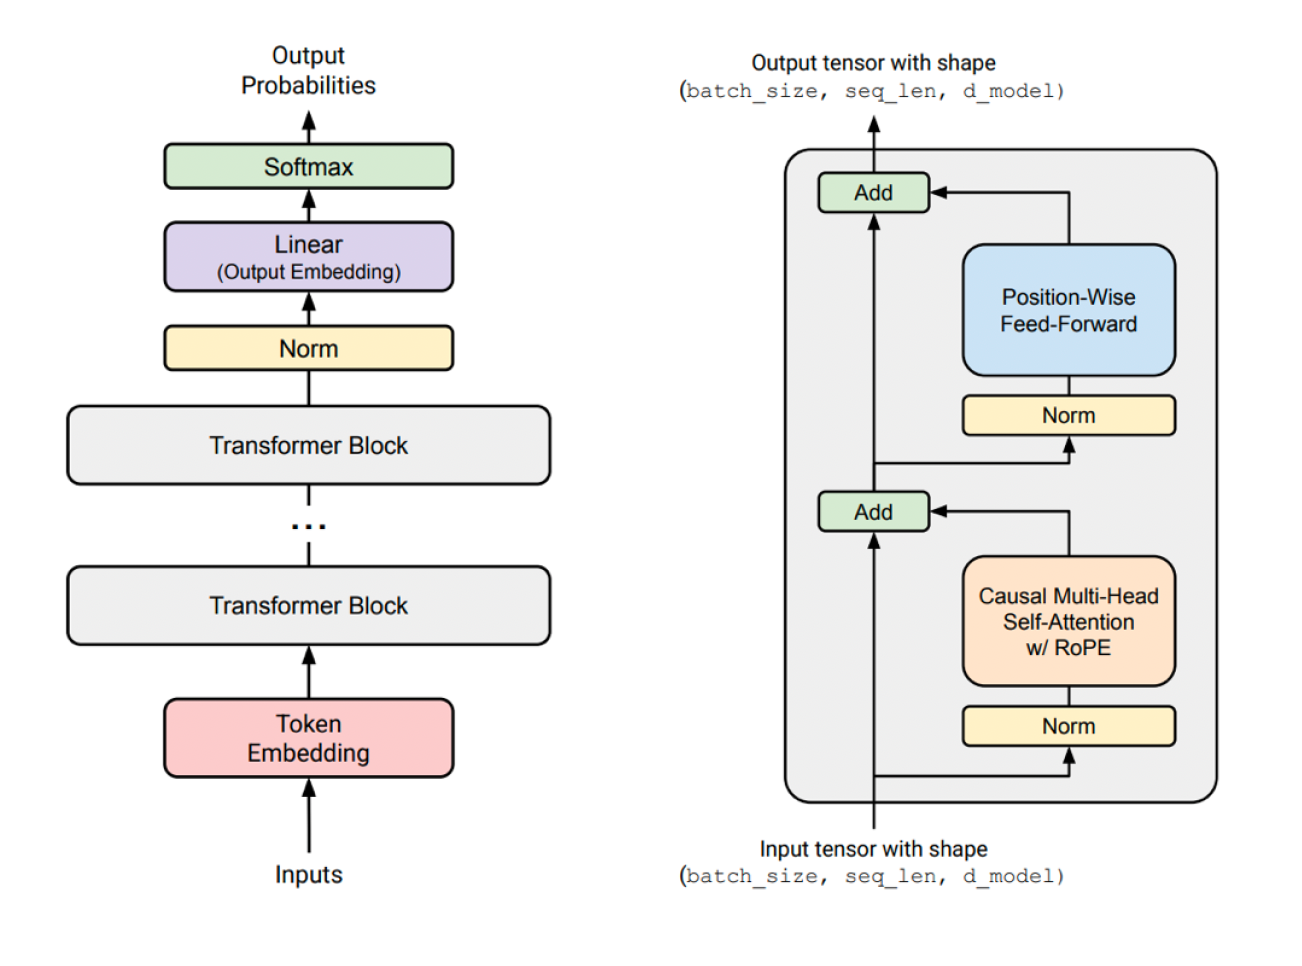 Output
Probabilities
Softmax
Linear
(Output Embedding)
Norm
Transformer Block
...
Transformer Block
Token
Embedding
Inputs
Output tensor with shape
(batch_size, seq_len, d_model)
Add
Position-Wise
Feed-Forward
Norm
Add
Causal Multi-Head
Self-Attention
w/ RoPE
Norm
Input tensor with shape
(batch_size, seq_len, d_model)